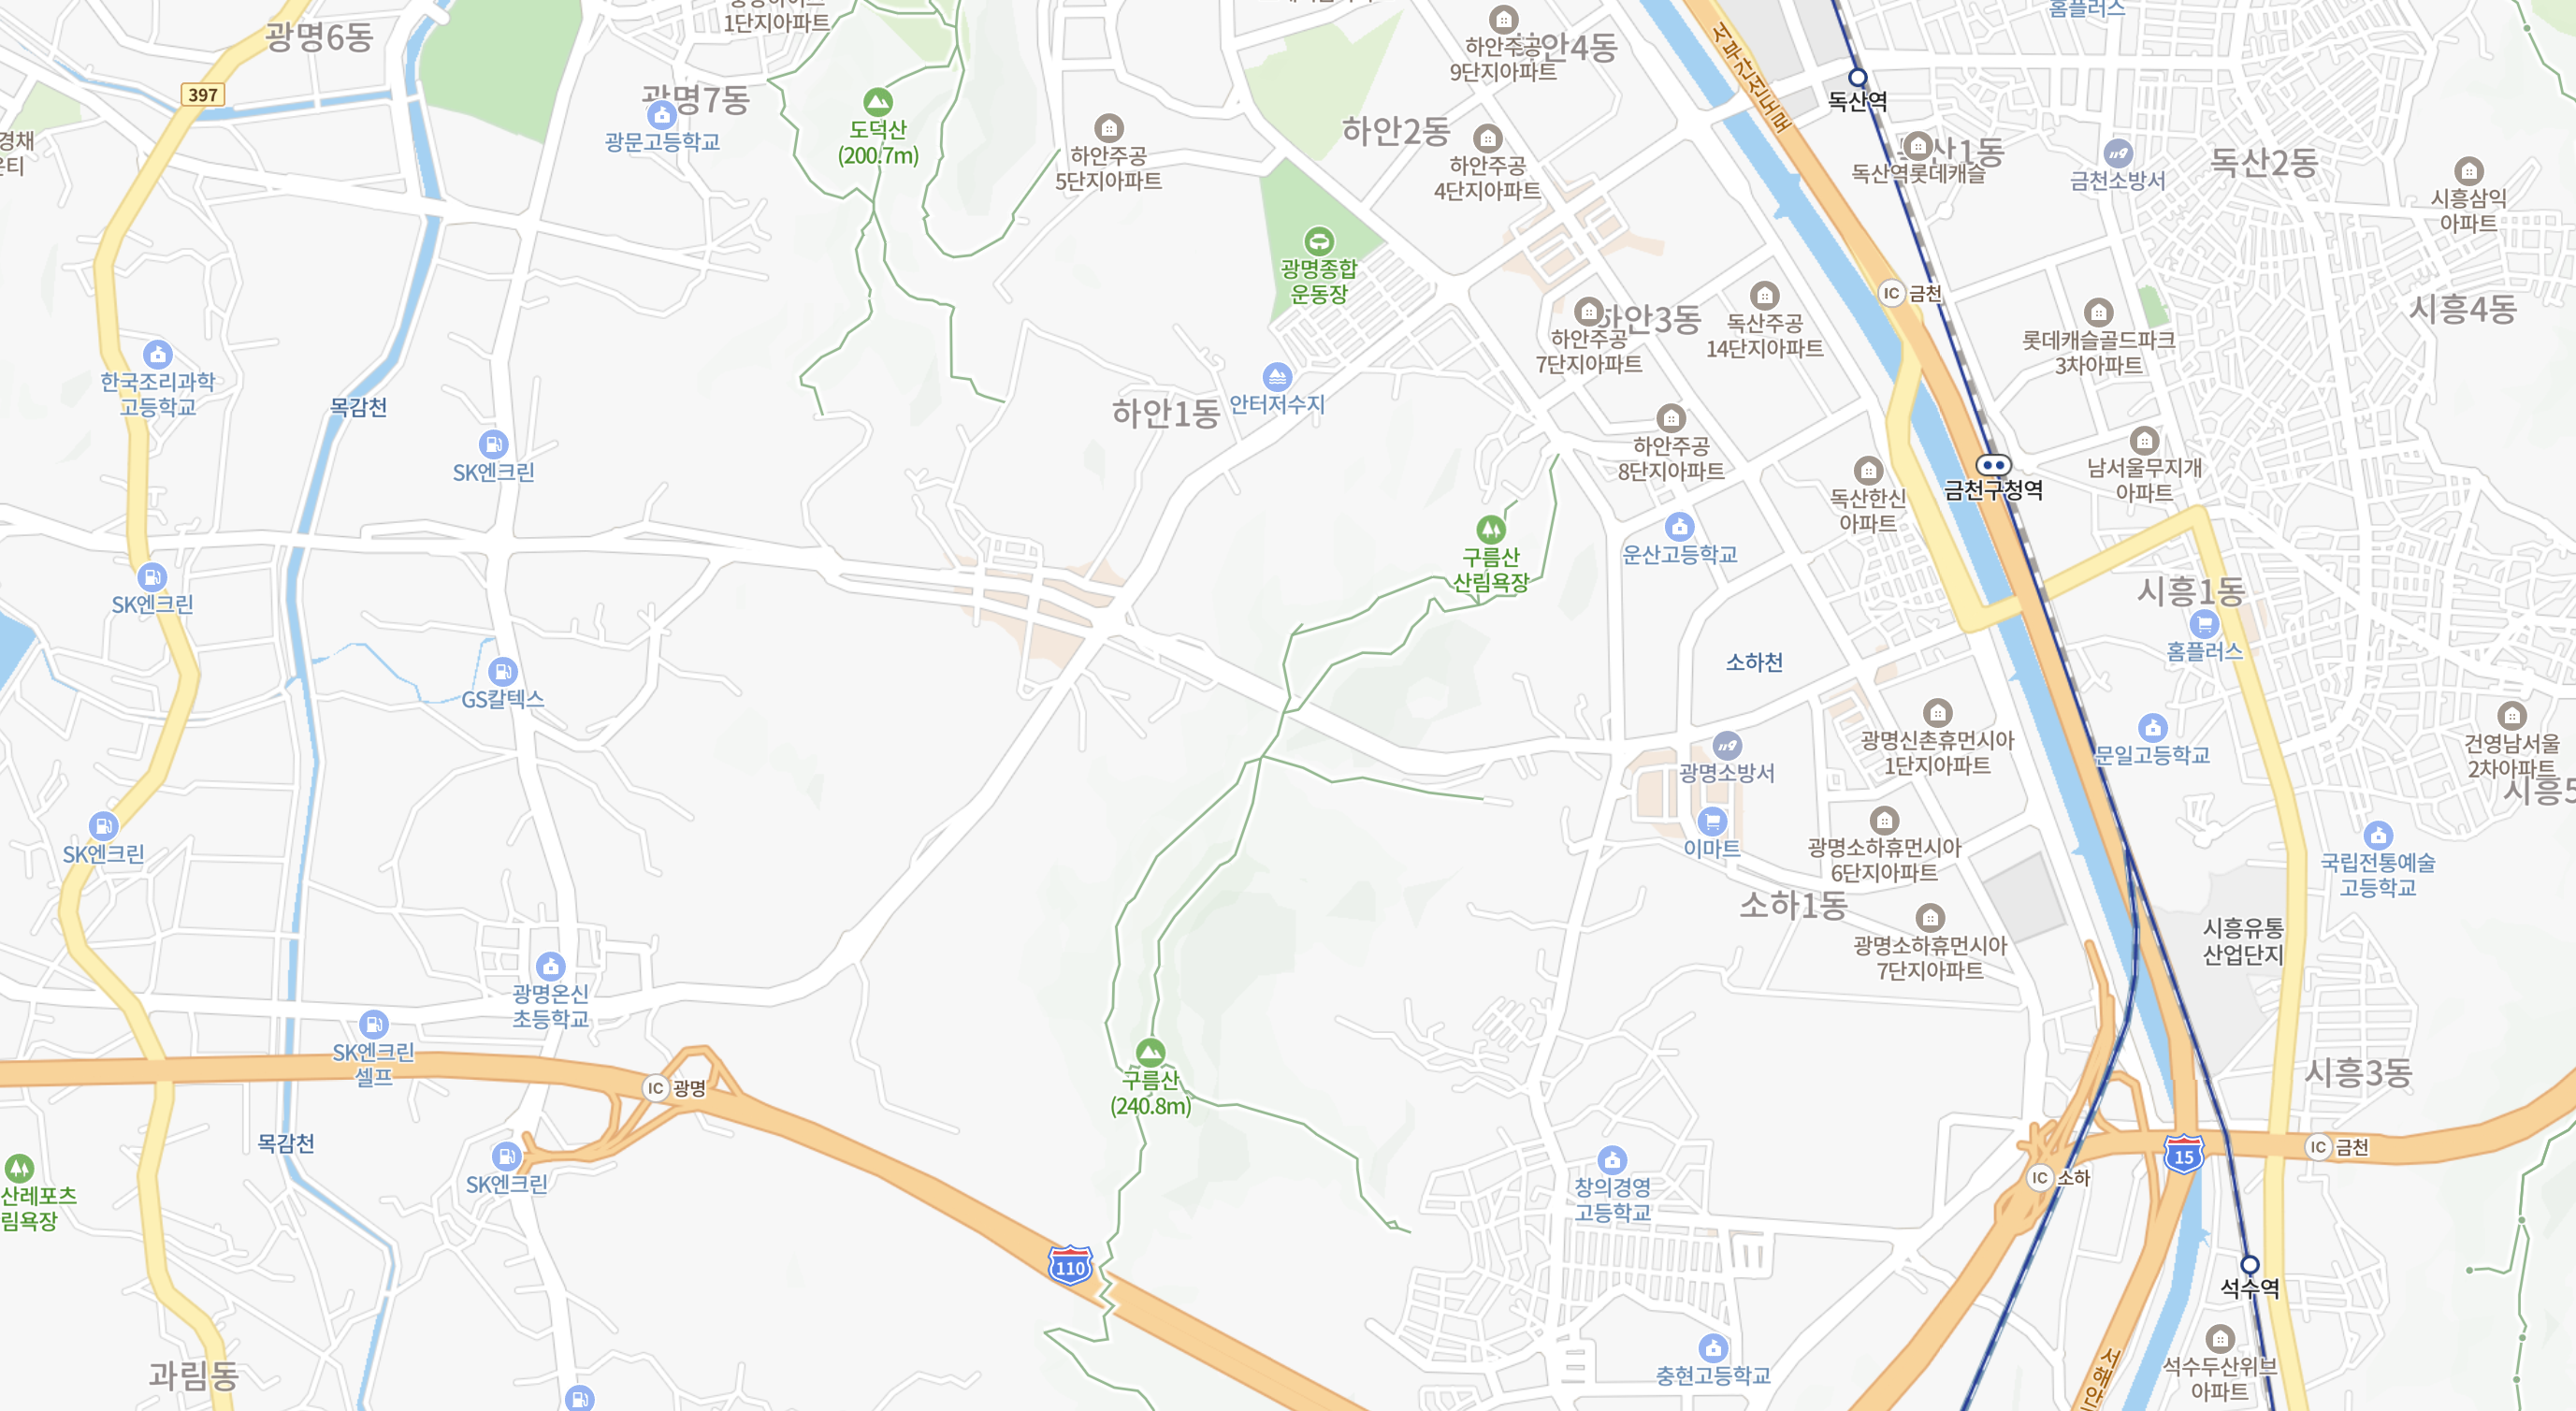 광명6동
1단지아파트
하안주공
9단지아파트
안4동
홈플러스
서부간선도로
397
광명7동
광문고등학교
도덕산
(200.7m)
하안주공
5단지아파트
하안2동
하안주공
4단지아파트
독산역
산1동
독산역롯데캐슬
금천소방서
독산2동
시흥삼익
아파트
광명종합
운동장
IC 금천
하안3동
하안주공
7단지아파트
독산주공
14단지아파트
롯데캐슬골드파크
3차아파트
시흥4동
한국조리과학
고등학교
목감천
하안1동
안터저수지
SK엔크린
하안주공
8단지아파트
독산한신
아파트
금천구청역
남서울무지개
아파트
구름산
산림욕장
운산고등학교
SK엔크린
시흥1동
홈플러스
소하천
GS칼텍스
광명신촌휴먼시아
1단지아파트
광명소방서
문일고등학교
건영남서울
2차아파트
시흥5
SK엔크린
이마트
광명소하휴먼시아
6단지아파트
국립전통예술
고등학교
소하1동
광명소하휴먼시아
7단지아파트
시흥유통
산업단지
광명온신
초등학교
SK엔크린
셀프
IC 광명
구름산
(240.8m)
시흥3동
목감천
SK엔크린
산레포츠
림욕장
창의경영
고등학교
IC 소하
15
IC 금천
110
석수역
과림동
충현고등학교
서해안
석수두산위브
아파트